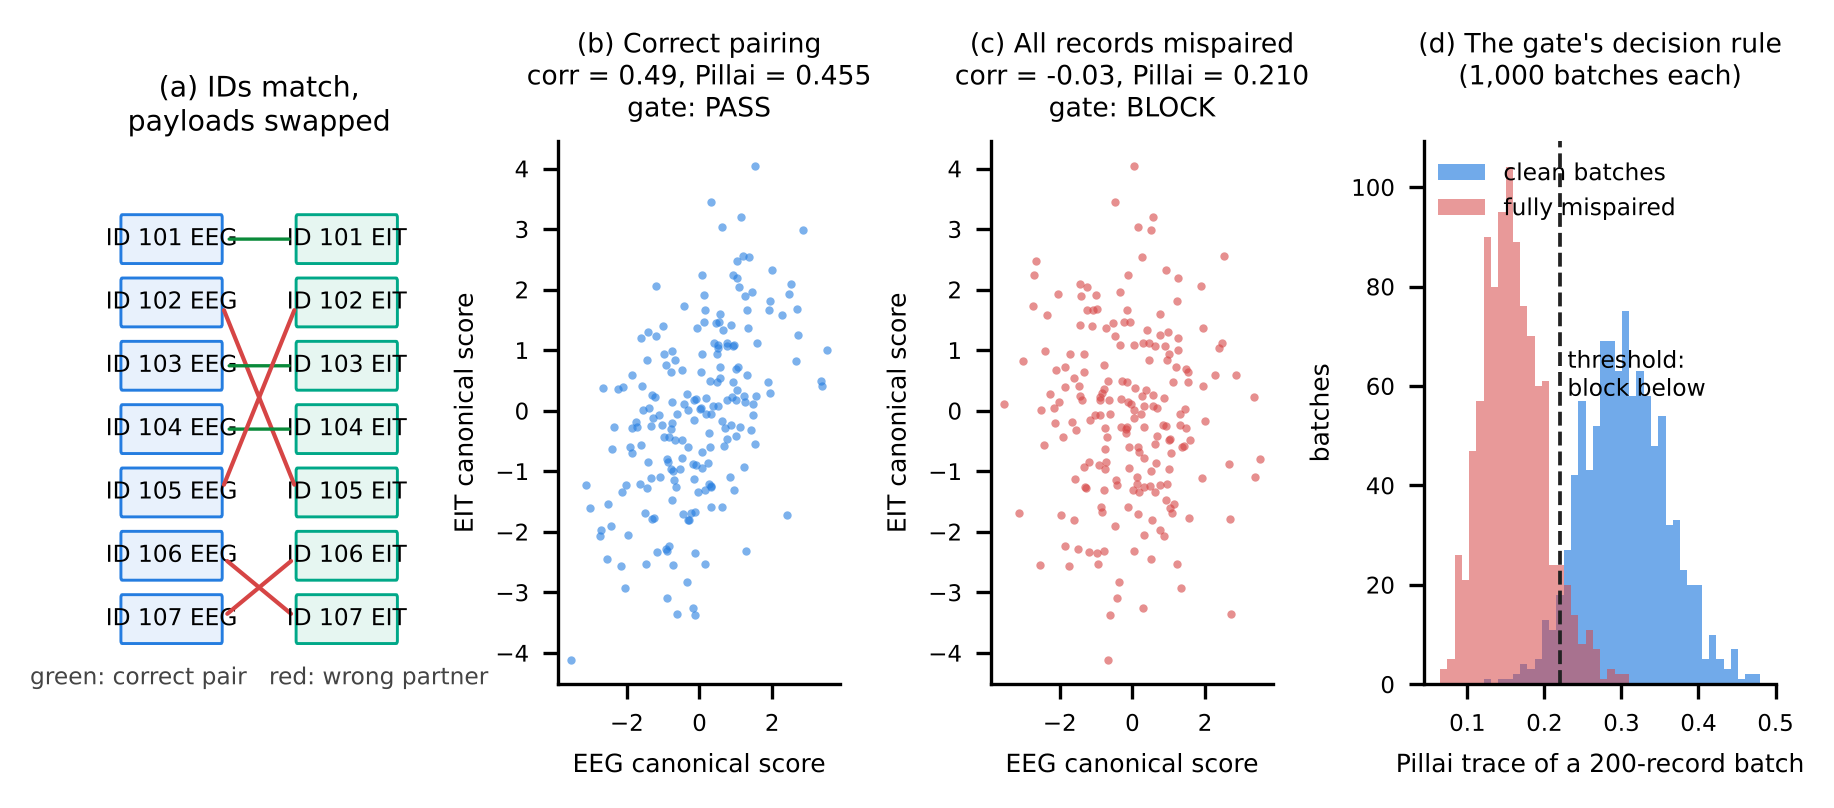 (a) IDs match,
payloads swapped
ID 101 EEG
ID 101 EIT
ID 102 EEG
ID 102 EIT
ID 103 EEG
ID 103 EIT
ID 104 EEG
ID 104 EIT
ID 105 EEG
ID 105 EIT
ID 106 EEG
ID 106 EIT
ID 107 EEG
ID 107 EIT
green: correct pair
red: wrong partner
(b) Correct pairing
corr = 0.49, Pillai = 0.455
gate: PASS
EIT canonical score
4
3
2
1
0
−1
−2
−3
−4
−2
0
2
EEG canonical score
(c) All records mispaired
corr = -0.03, Pillai = 0.210
gate: BLOCK
EIT canonical score
4
3
2
1
0
−1
−2
−3
−4
−2
0
2
EEG canonical score
(d) The gate's decision rule
(1,000 batches each)
batches
100
80
60
40
20
0
clean batches
fully mispaired
threshold:
block below
0.1
0.2
0.3
0.4
0.5
Pillai trace of a 200-record batch